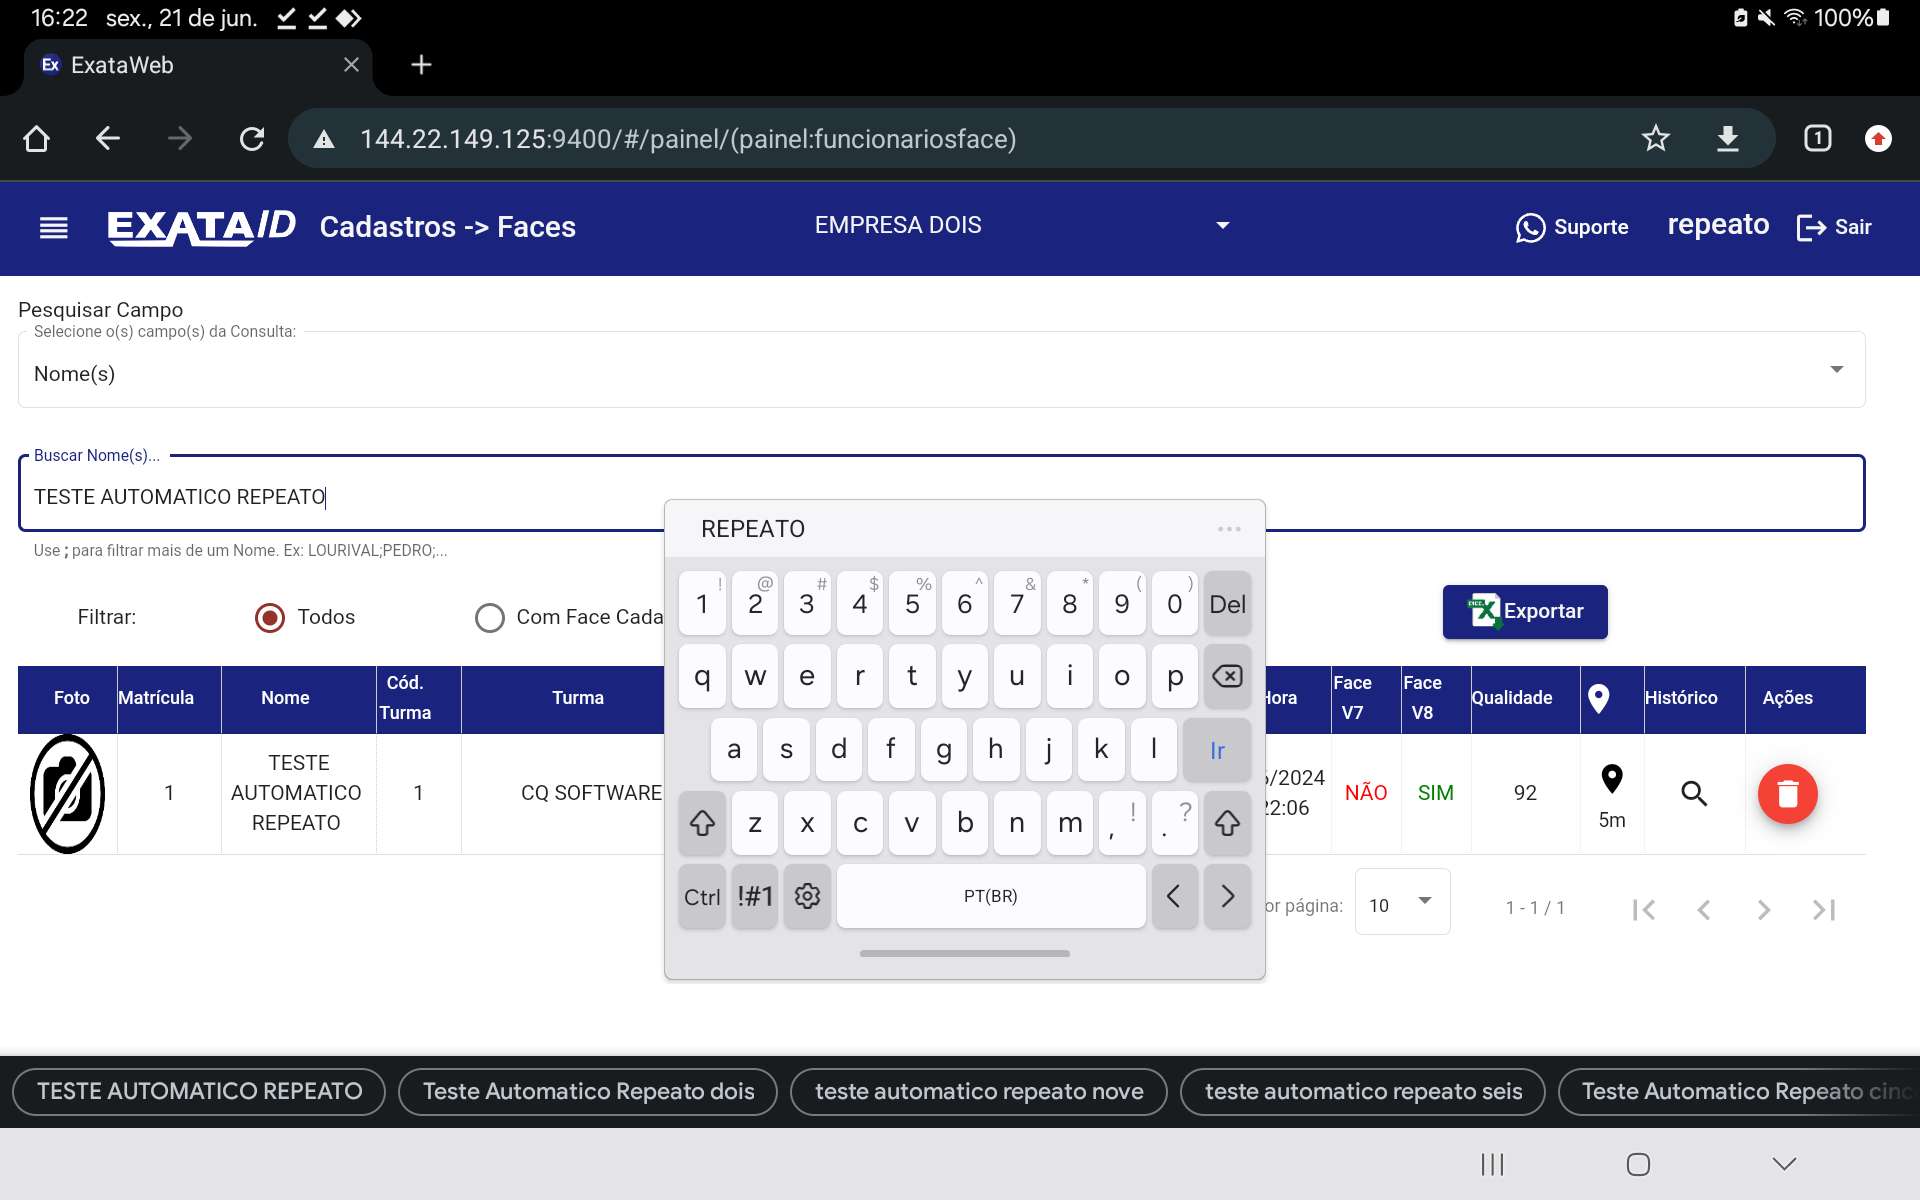 16:22 sex., 21 de jun. 100%
Ex ExataWeb
144.22.149.125:9400/#/painel/(painel:funcionariosface) 1
EXATA/ID Cadastros -> Faces EMPRESA DOIS Suporte repeato Sair
Pesquisar Campo
Selecione o(s) campo(s) da Consulta:
Nome(s)
Buscar Nome(s)...
TESTE AUTOMATICO REPEATO
Use ; para filtrar mais de um Nome. Ex: LOURIVAL;PEDRO;...
Filtrar: Todos Com Face Cada
Exportar
Foto Matrícula Nome Cód. Turma Turma Hora Face V7 Face V8 Qualidade Histórico Ações
1 TESTE AUTOMATICO REPEATO 1 CQ SOFTWARE 6/2024 22:06 NÃO SIM 92 5m
or página: 10 1 - 1 / 1
REPEATO ...
1 ! 2 @ 3 # 4 $ 5 % 6 ^ 7 & 8 * 9 ( 0 ) Del
q w e r t y u i o p
a s d f g h j k l Ir
z x c v b n m , ! . ?
Ctrl !#1 PT(BR) < >
TESTE AUTOMATICO REPEATO Teste Automatico Repeato dois teste automatico repeato nove teste automatico repeato seis Teste Automatico Repeato cinc